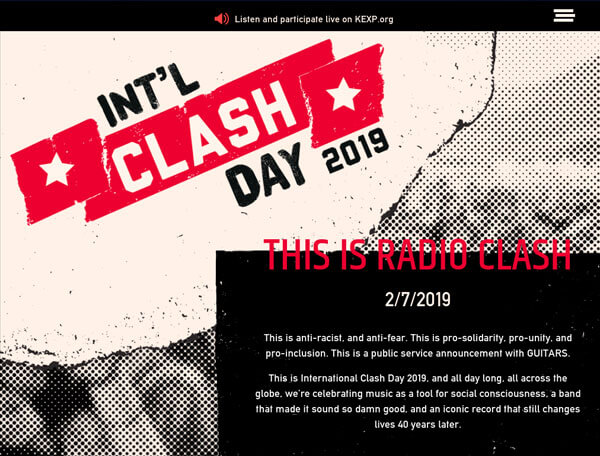 Listen and participate live on KEXP.org
INT'L
CLASH
DAY 2019
THIS IS RADIO CLASH
2/7/2019
This is anti-racist, and anti-fear. This is pro-solidarity, pro-unity, and
pro-inclusion. This is a public service announcement with GUITARS.
This is International Clash Day 2019, and all day long, all across the
globe, we're celebrating music as a tool for social consciousness, a band
that made it sound so damn good, and an iconic record that still changes
lives 40 years later.